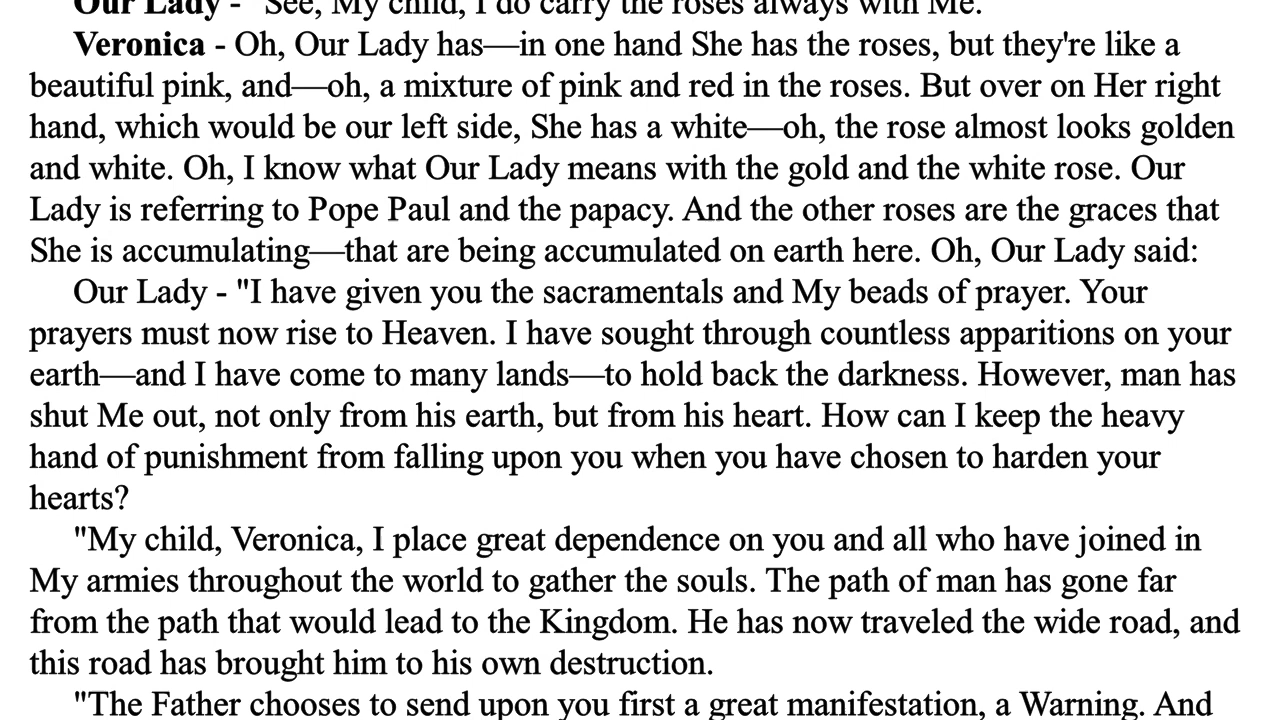 Our Lady - "See, My child, I do carry the roses always with Me.
Veronica - Oh, Our Lady has—in one hand She has the roses, but they're like a
beautiful pink, and—oh, a mixture of pink and red in the roses. But over on Her right
hand, which would be our left side, She has a white—oh, the rose almost looks golden
and white. Oh, I know what Our Lady means with the gold and the white rose. Our
Lady is referring to Pope Paul and the papacy. And the other roses are the graces that
She is accumulating—that are being accumulated on earth here. Oh, Our Lady said:
Our Lady - "I have given you the sacramentals and My beads of prayer. Your
prayers must now rise to Heaven. I have sought through countless apparitions on your
earth—and I have come to many lands—to hold back the darkness. However, man has
shut Me out, not only from his earth, but from his heart. How can I keep the heavy
hand of punishment from falling upon you when you have chosen to harden your
hearts?
"My child, Veronica, I place great dependence on you and all who have joined in
My armies throughout the world to gather the souls. The path of man has gone far
from the path that would lead to the Kingdom. He has now traveled the wide road, and
this road has brought him to his own destruction.
"The Father chooses to send upon you first a great manifestation, a Warning. And